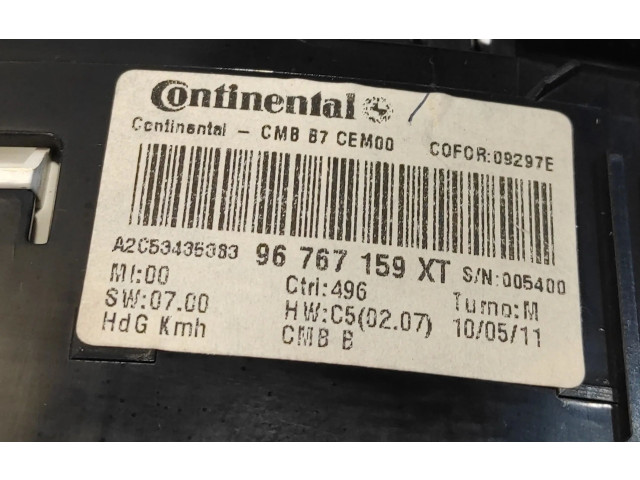 Continental
Continental - CMB B7 CEM00 COFOR:09297E
A2C53435383 96 767 159 XT S/N:005400
MI:00 Ctrl:496 Turno:M
SW:07.00 HW:C5(02.07) 10/05/11
HdG Kmh CMB B